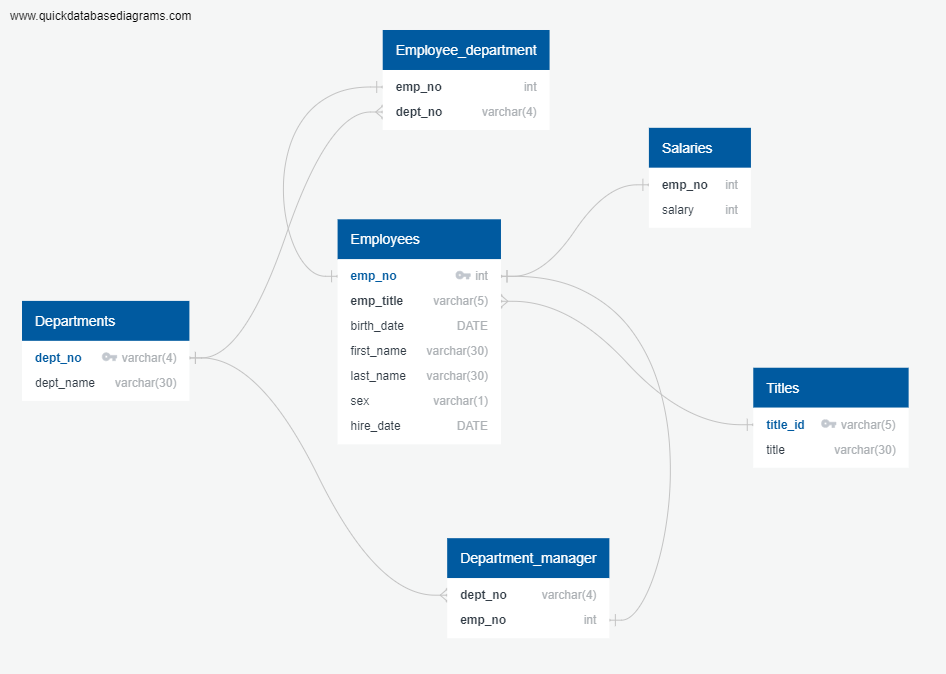 www.quickdatabasediagrams.com
Employee_department
emp_no int
dept_no varchar(4)
Salaries
emp_no int
salary int
Employees
emp_no int
emp_title varchar(5)
birth_date DATE
first_name varchar(30)
last_name varchar(30)
sex varchar(1)
hire_date DATE
Departments
dept_no varchar(4)
dept_name varchar(30)
Titles
title_id varchar(5)
title varchar(30)
Department_manager
dept_no varchar(4)
emp_no int